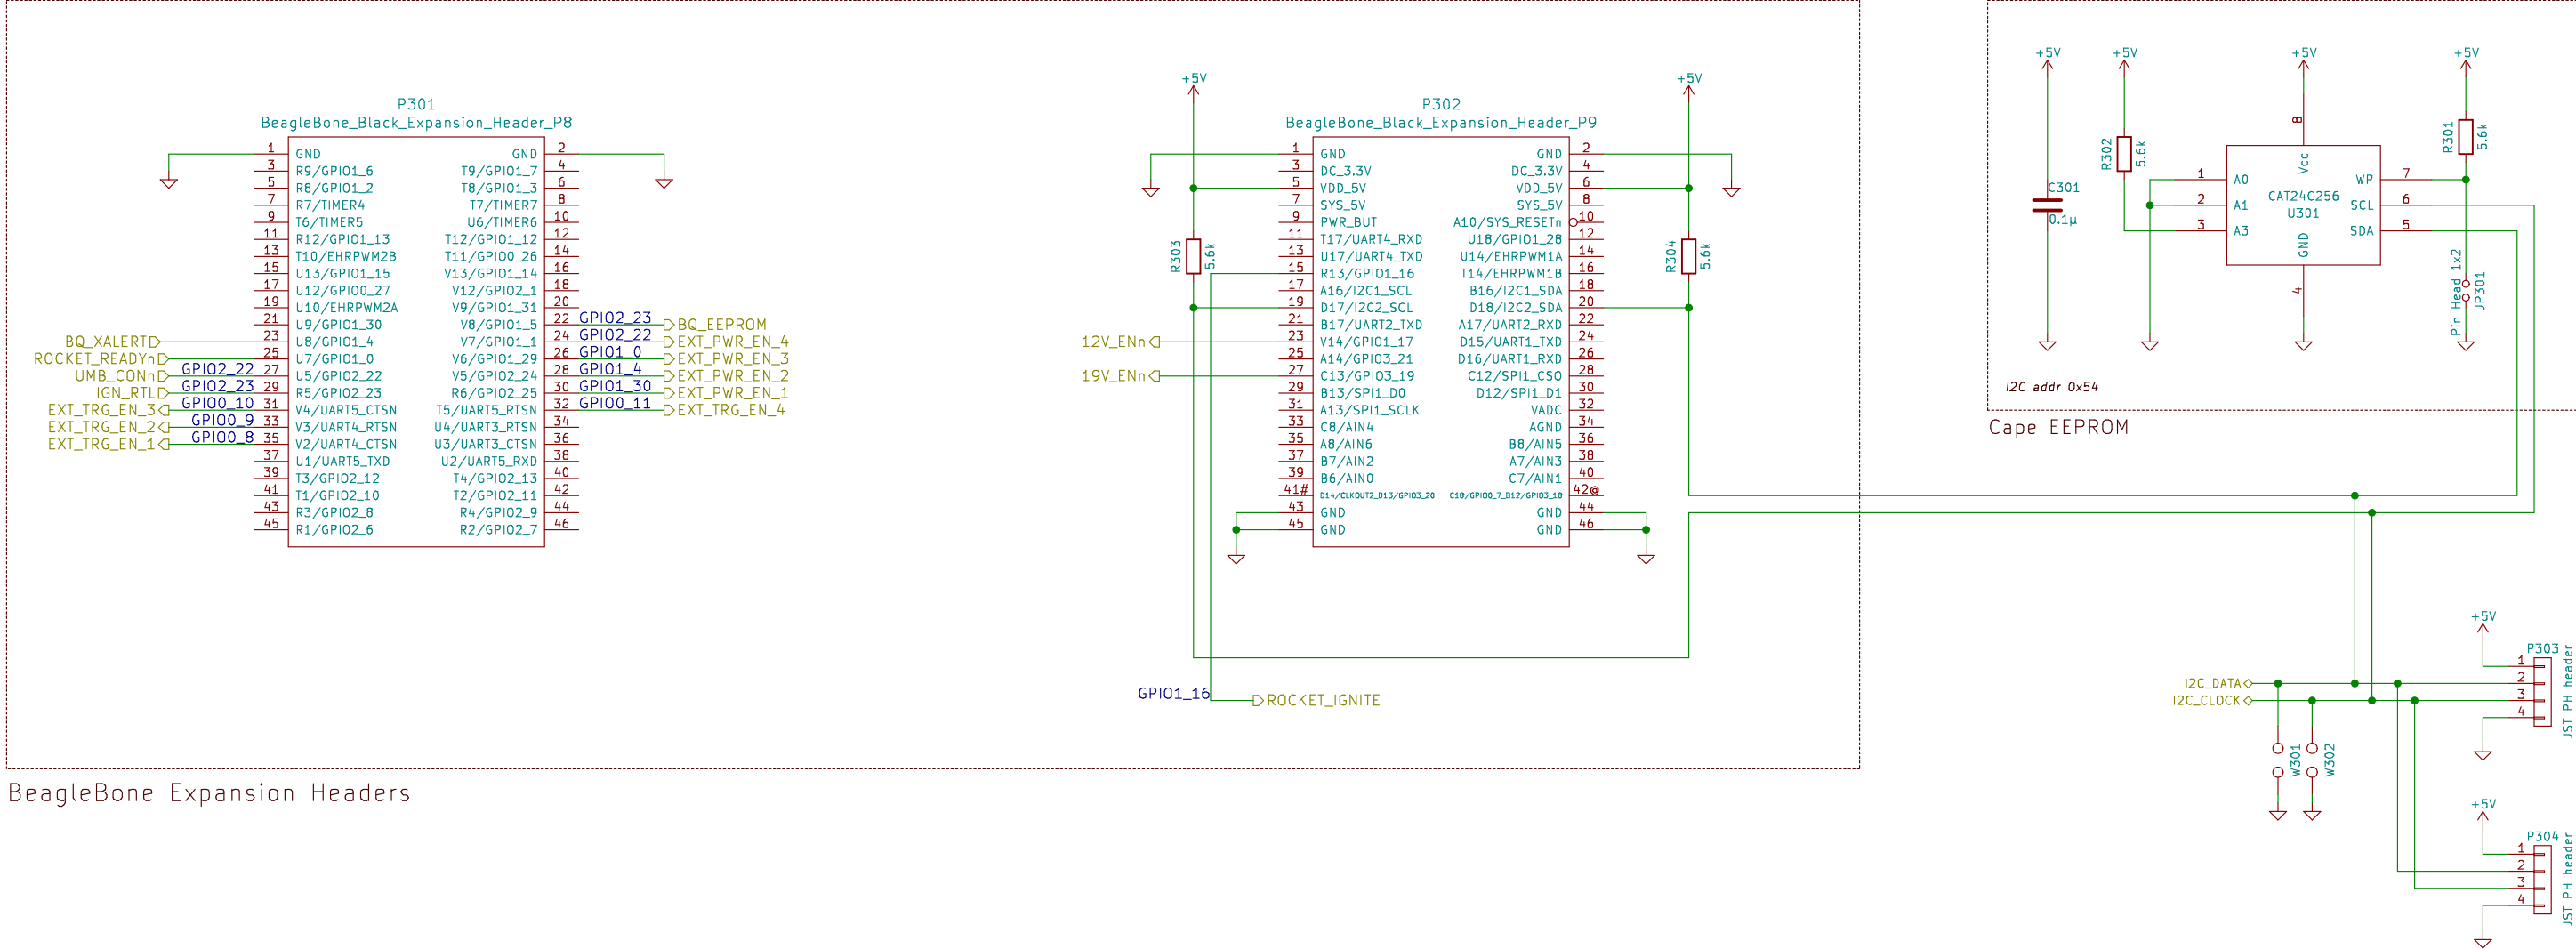 P301
BeagleBone_Black_Expansion_Header_P8
1 GND GND 2
3 R9/GPIO1_6 T9/GPIO1_7 4
5 R8/GPIO1_2 T8/GPIO1_3 6
7 R7/TIMER4 T7/TIMER7 8
9 T6/TIMER5 U6/TIMER6 10
11 R12/GPIO1_13 T12/GPIO1_12 12
13 T10/EHRPWM2B T11/GPIO0_26 14
15 U13/GPIO1_15 V13/GPIO1_14 16
17 U12/GPIO0_27 V12/GPIO2_1 18
19 U10/EHRPWM2A V9/GPIO1_31 20
21 U9/GPIO1_30 V8/GPIO1_5 22 GPIO2_23 BQ_EEPROM
BQ_XALERT 23 U8/GPIO1_4 V7/GPIO1_1 24 GPIO2_22 EXT_PWR_EN_4
ROCKET_READYn 25 U7/GPIO1_0 V6/GPIO1_29 26 GPIO1_0 EXT_PWR_EN_3
UMB_CONn GPIO2_22 27 U5/GPIO2_22 V5/GPIO2_24 28 GPIO1_4 EXT_PWR_EN_2
IGN_RTL GPIO2_23 29 R5/GPIO2_23 R6/GPIO2_25 30 GPIO1_30 EXT_PWR_EN_1
EXT_TRG_EN_3 GPIO0_10 31 V4/UART5_CTSN T5/UART5_RTSN 32 GPIO0_11 EXT_TRG_EN_4
EXT_TRG_EN_2 GPIO0_9 33 V3/UART4_RTSN U4/UART3_RTSN 34
EXT_TRG_EN_1 GPIO0_8 35 V2/UART4_CTSN U3/UART3_CTSN 36
37 U1/UART5_TXD U2/UART5_RXD 38
39 T3/GPIO2_12 T4/GPIO2_13 40
41 T1/GPIO2_10 T2/GPIO2_11 42
43 R3/GPIO2_8 R4/GPIO2_9 44
45 R1/GPIO2_6 R2/GPIO2_7 46
+5V +5V
P302
BeagleBone_Black_Expansion_Header_P9
1 GND GND 2
3 DC_3.3V DC_3.3V 4
5 VDD_5V VDD_5V 6
7 SYS_5V SYS_5V 8
9 PWR_BUT A10/SYS_RESETn 10
11 T17/UART4_RXD U18/GPIO1_28 12
13 U17/UART4_TXD U14/EHRPWM1A 14
15 R13/GPIO1_16 T14/EHRPWM1B 16
17 A16/I2C1_SCL B16/I2C1_SDA 18
19 D17/I2C2_SCL D18/I2C2_SDA 20
21 B17/UART2_TXD A17/UART2_RXD 22
12V_ENn 23 V14/GPIO1_17 D15/UART1_TXD 24
25 A14/GPIO3_21 D16/UART1_RXD 26
19V_ENn 27 C13/GPIO3_19 C12/SPI1_CSO 28
29 B13/SPI1_D0 D12/SPI1_D1 30
31 A13/SPI1_SCLK VADC 32
33 C8/AIN4 AGND 34
35 A8/AIN6 B8/AIN5 36
37 B7/AIN2 A7/AIN3 38
39 B6/AIN0 C7/AIN1 40
41# D14/CLKOUT2_D13/GPIO3_20 C18/GPIO0_7_B12/GPIO3_18 42@
43 GND GND 44
45 GND GND 46
R303 5.6k
R304 5.6k
GPIO1_16 ROCKET_IGNITE
BeagleBone Expansion Headers
+5V +5V +5V +5V
C301
0.1µ
R302 5.6k
R301 5.6k
8 Vcc
1 A0 WP 7
CAT24C256
2 A1 SCL 6
U301
3 A3 SDA 5
GND 4
Pin Head 1x2
JP301
I2C addr 0x54
Cape EEPROM
+5V
P303
JST PH header
1
I2C_DATA 2
I2C_CLOCK 3
4
W301
W302
+5V
P304
JST PH header
1
2
3
4